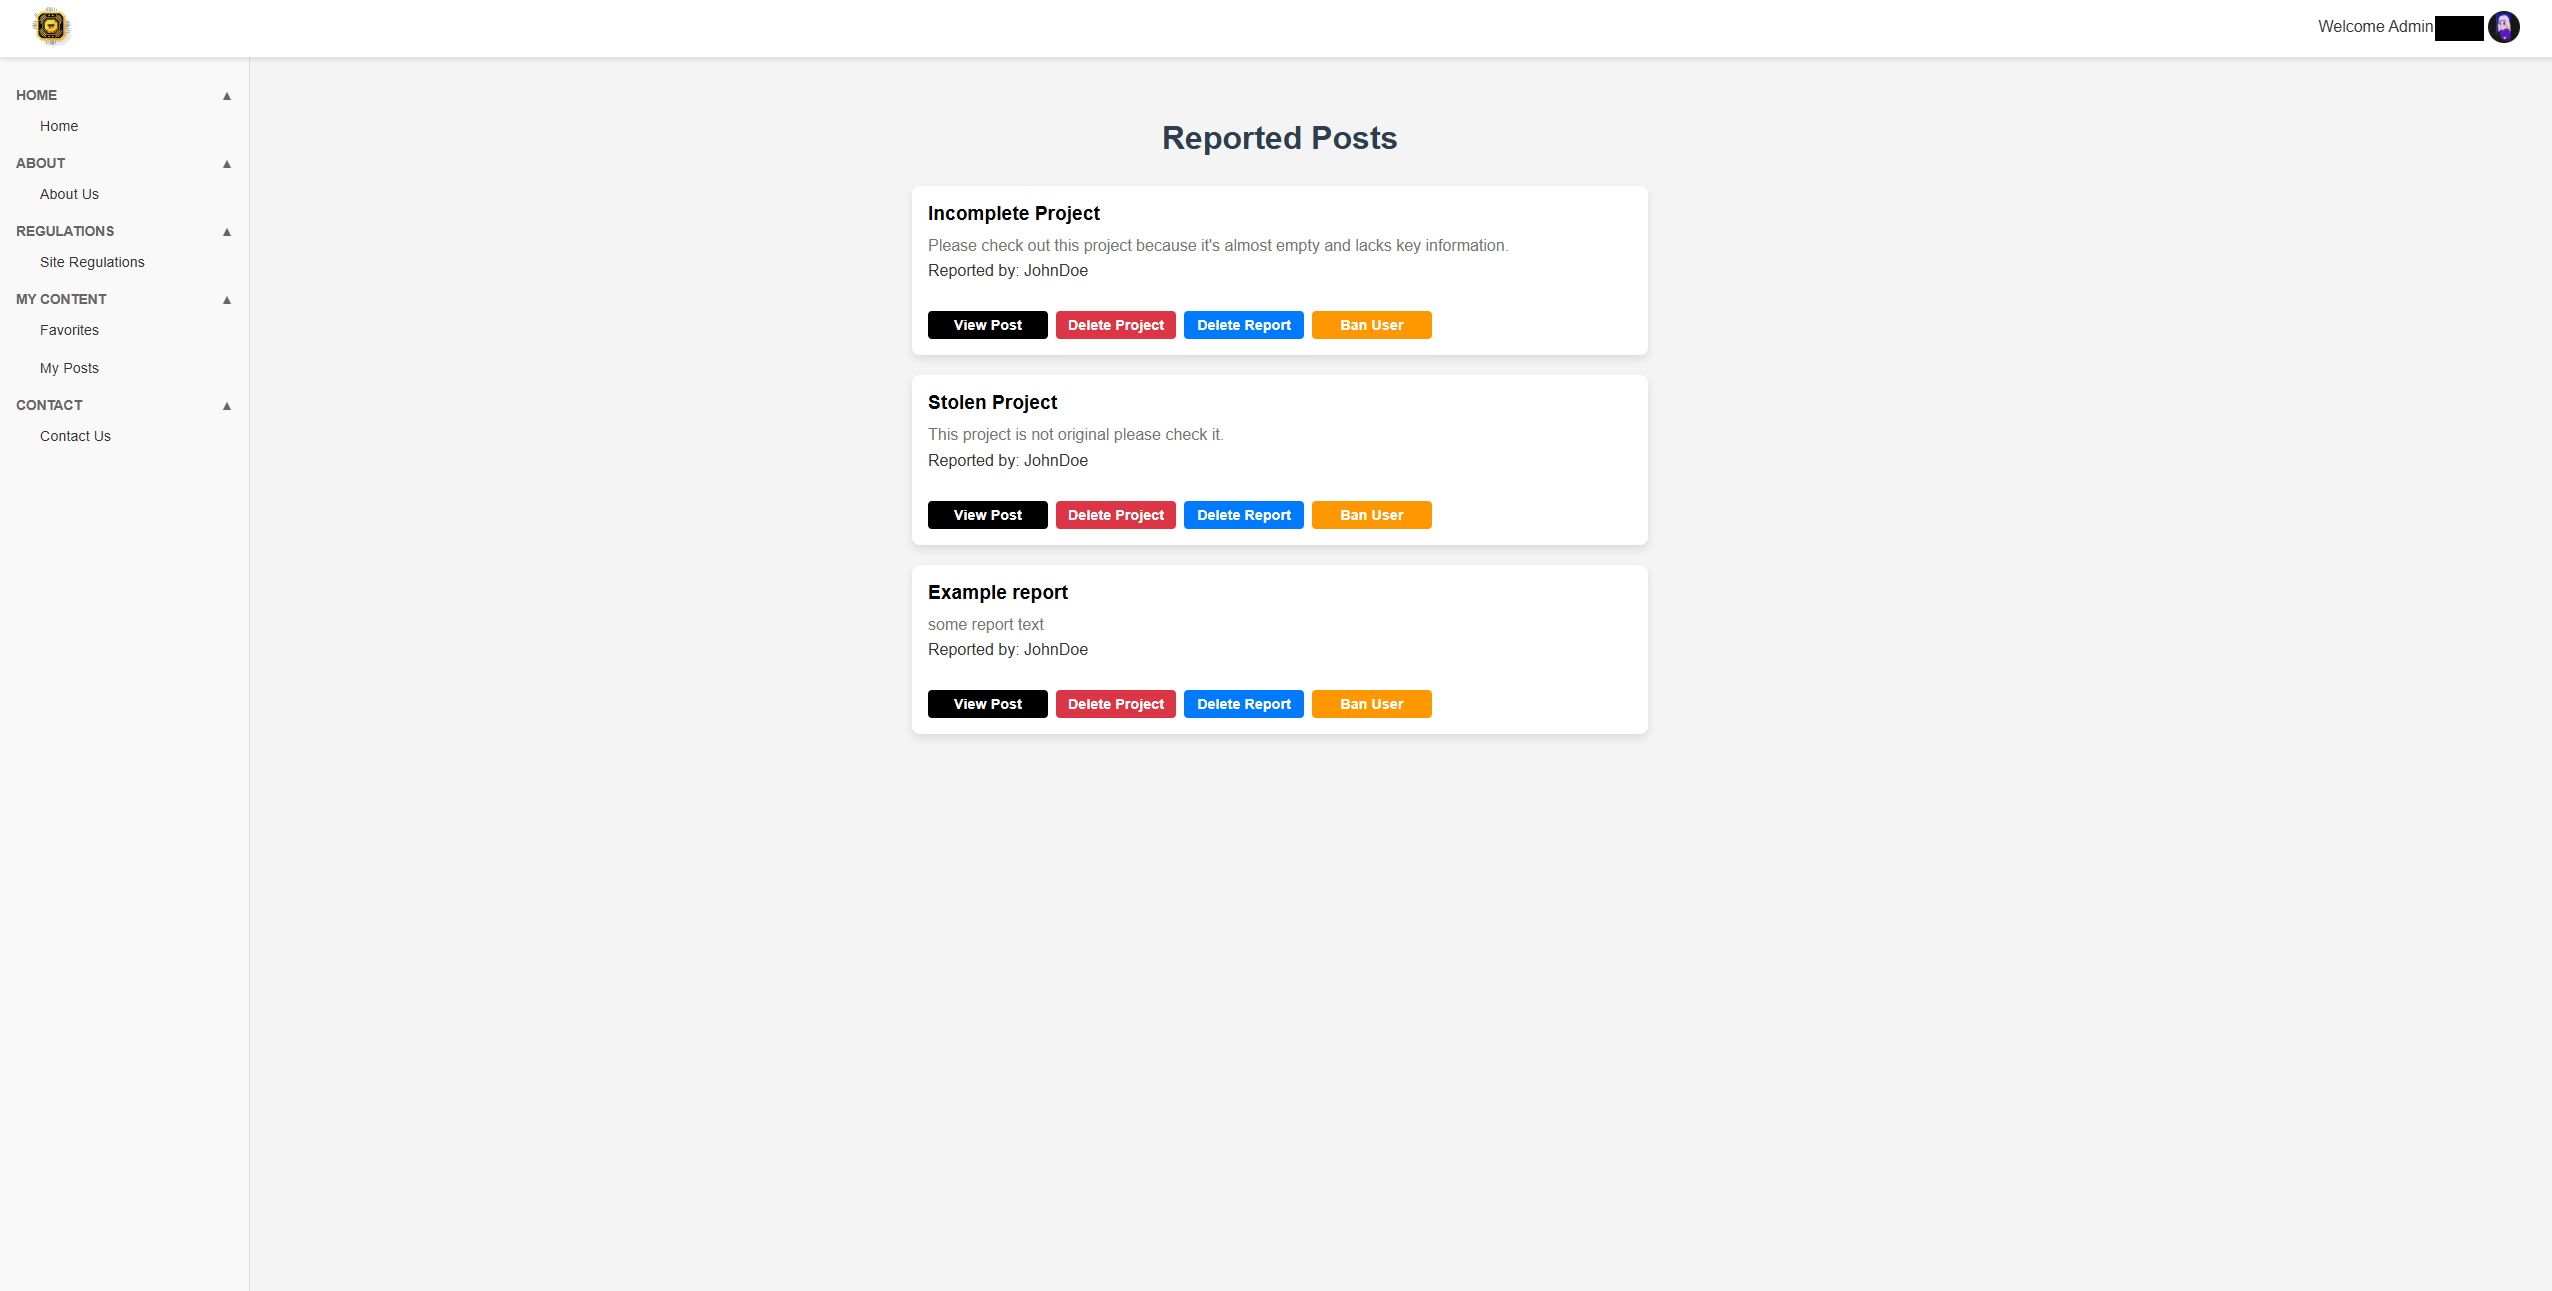 Welcome Admin
HOME ▲
Home
ABOUT ▲
About Us
REGULATIONS ▲
Site Regulations
MY CONTENT ▲
Favorites
My Posts
CONTACT ▲
Contact Us
Reported Posts
Incomplete Project
Please check out this project because it's almost empty and lacks key information.
Reported by: JohnDoe
View Post Delete Project Delete Report Ban User
Stolen Project
This project is not original please check it.
Reported by: JohnDoe
View Post Delete Project Delete Report Ban User
Example report
some report text
Reported by: JohnDoe
View Post Delete Project Delete Report Ban User